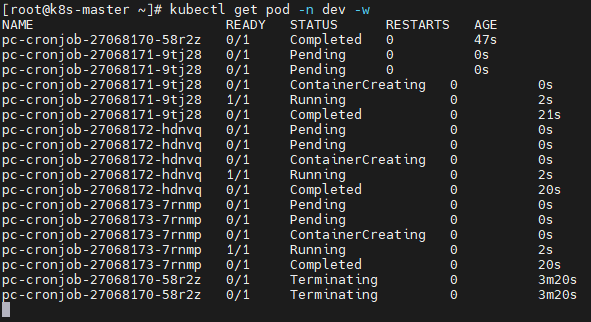 [root@k8s-master ~]# kubectl get pod -n dev -w
NAME READY STATUS RESTARTS AGE
pc-cronjob-27068170-58r2z 0/1 Completed 0 47s
pc-cronjob-27068171-9tj28 0/1 Pending 0 0s
pc-cronjob-27068171-9tj28 0/1 Pending 0 0s
pc-cronjob-27068171-9tj28 0/1 ContainerCreating 0 0s
pc-cronjob-27068171-9tj28 1/1 Running 0 2s
pc-cronjob-27068171-9tj28 0/1 Completed 0 21s
pc-cronjob-27068172-hdnvq 0/1 Pending 0 0s
pc-cronjob-27068172-hdnvq 0/1 Pending 0 0s
pc-cronjob-27068172-hdnvq 0/1 ContainerCreating 0 0s
pc-cronjob-27068172-hdnvq 1/1 Running 0 2s
pc-cronjob-27068172-hdnvq 0/1 Completed 0 20s
pc-cronjob-27068173-7rnmp 0/1 Pending 0 0s
pc-cronjob-27068173-7rnmp 0/1 Pending 0 0s
pc-cronjob-27068173-7rnmp 0/1 ContainerCreating 0 0s
pc-cronjob-27068173-7rnmp 1/1 Running 0 2s
pc-cronjob-27068173-7rnmp 0/1 Completed 0 20s
pc-cronjob-27068170-58r2z 0/1 Terminating 0 3m20s
pc-cronjob-27068170-58r2z 0/1 Terminating 0 3m20s